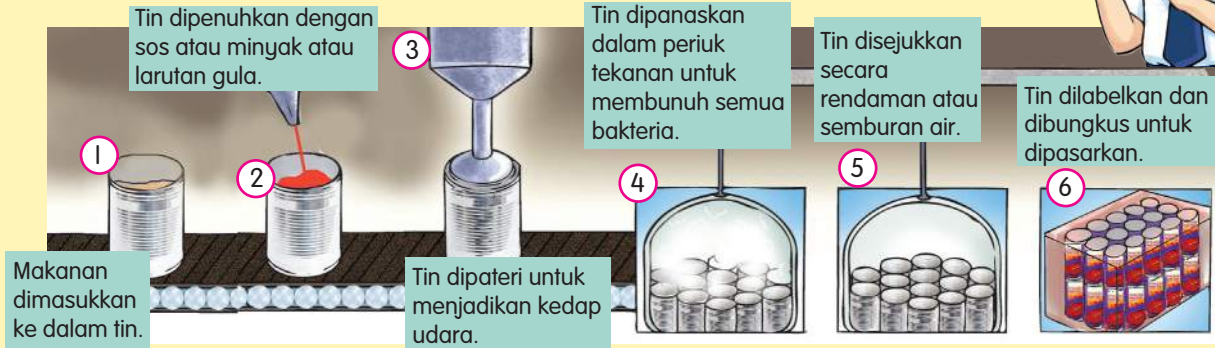 1
Makanan
dimasukkan
ke dalam tin.
2
Tin dipenuhkan dengan
sos atau minyak atau
larutan gula.
3
Tin dipateri untuk
menjadikan kedap
udara.
4
Tin dipanaskan
dalam periuk
tekanan untuk
membunuh semua
bakteria.
5
Tin disejukkan
secara
rendaman atau
semburan air.
6
Tin dilabelkan dan
dibungkus untuk
dipasarkan.